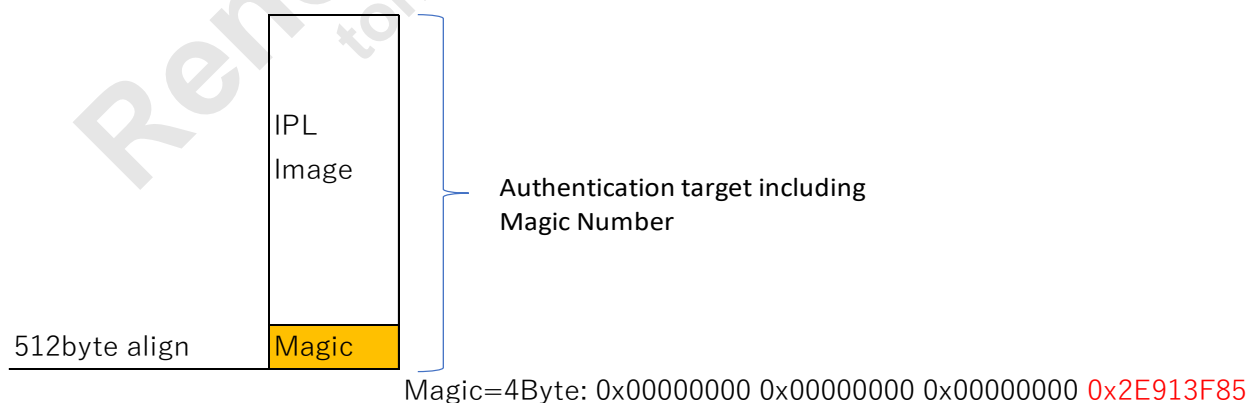 IPL
Image
Authentication target including
Magic Number
512byte align
Magic
Magic=4Byte: 0x00000000 0x00000000 0x00000000 0x2E913F85